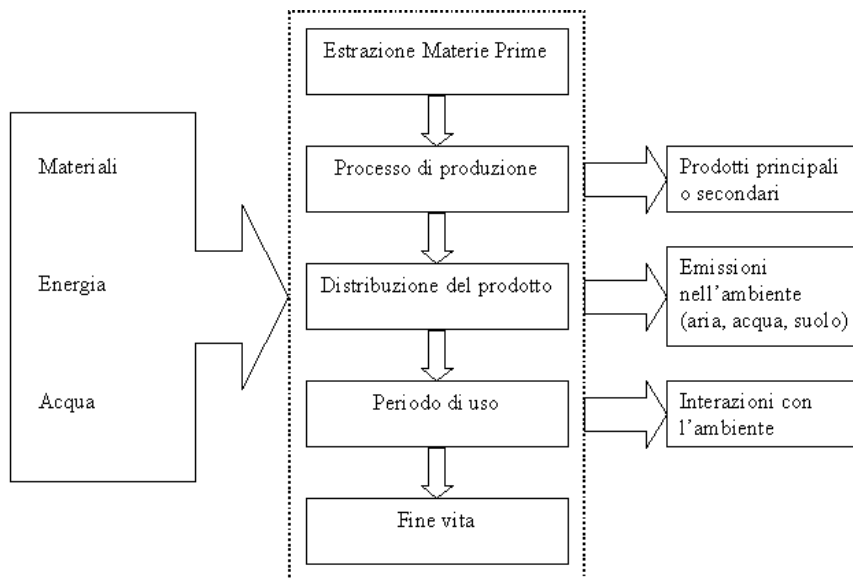 Materiali
Energia
Acqua
Estrazione Materie Prime
Processo di produzione
Distribuzione del prodotto
Periodo di uso
Fine vita
Prodotti principali
o secondari
Emissioni
nell'ambiente
(aria, acqua, suolo)
Interazioni con
l'ambiente